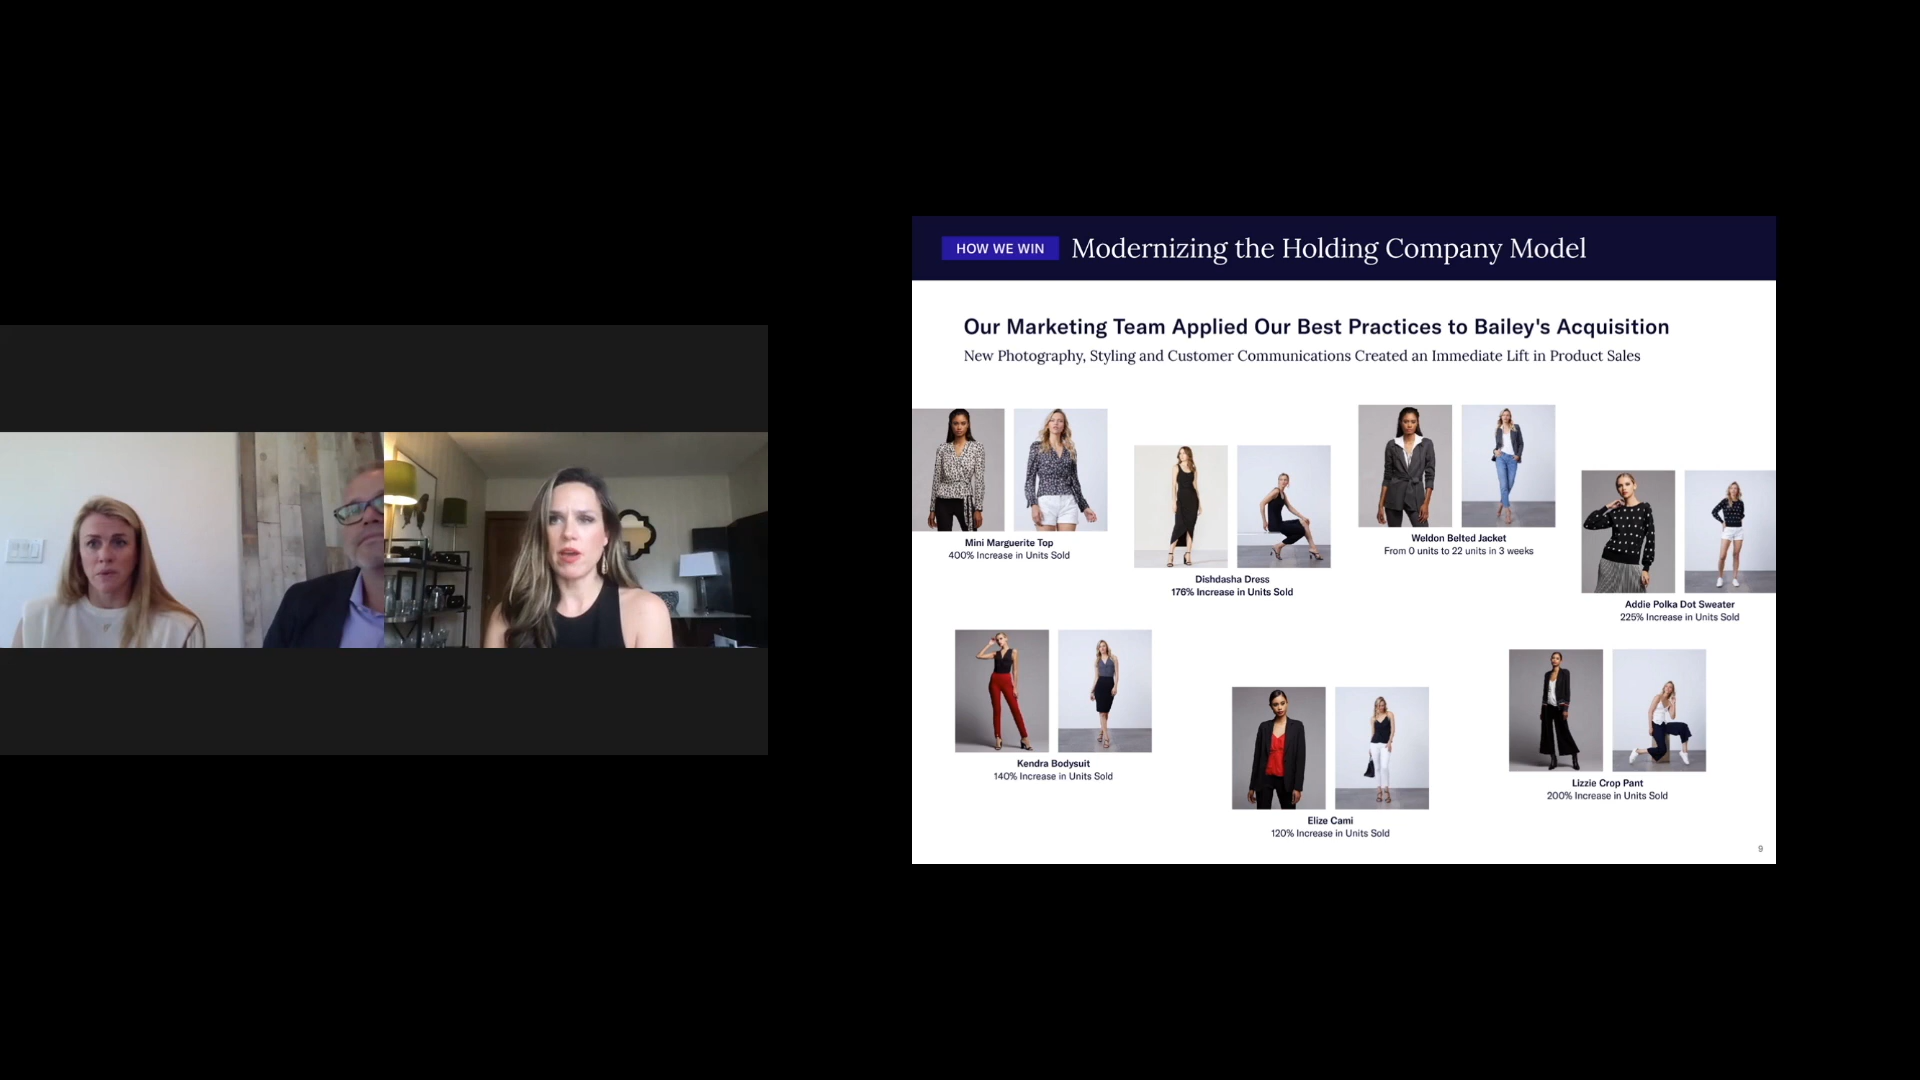 HOW WE WIN
Modernizing the Holding Company Model
Our Marketing Team Applied Our Best Practices to Bailey's Acquisition
New Photography, Styling and Customer Communications Created an Immediate Lift in Product Sales
Mini Marguerite Top
400% Increase in Units Sold
Dishdasha Dress
176% Increase in Units Sold
Weldon Belted Jacket
From 0 units to 22 units in 3 weeks
Addie Polka Dot Sweater
225% Increase in Units Sold
Kendra Bodysuit
140% Increase in Units Sold
Elize Cami
120% Increase in Units Sold
Lizzie Crop Pant
200% Increase in Units Sold
9